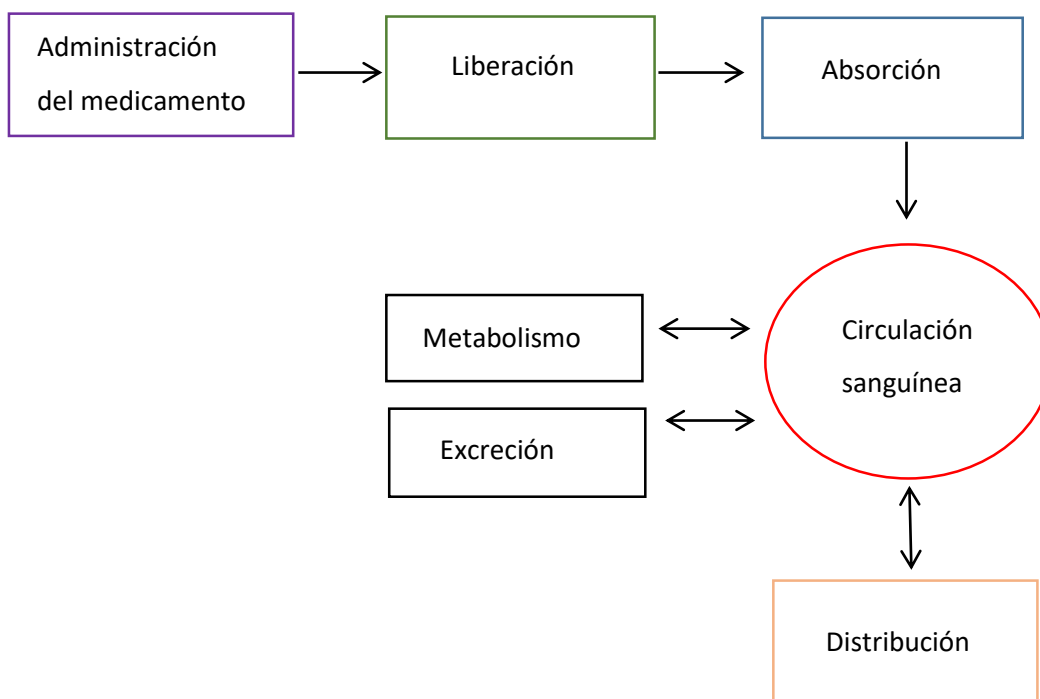 Administración
del medicamento
Liberación
Absorción
Metabolismo
Circulación
sanguínea
Excreción
Distribución